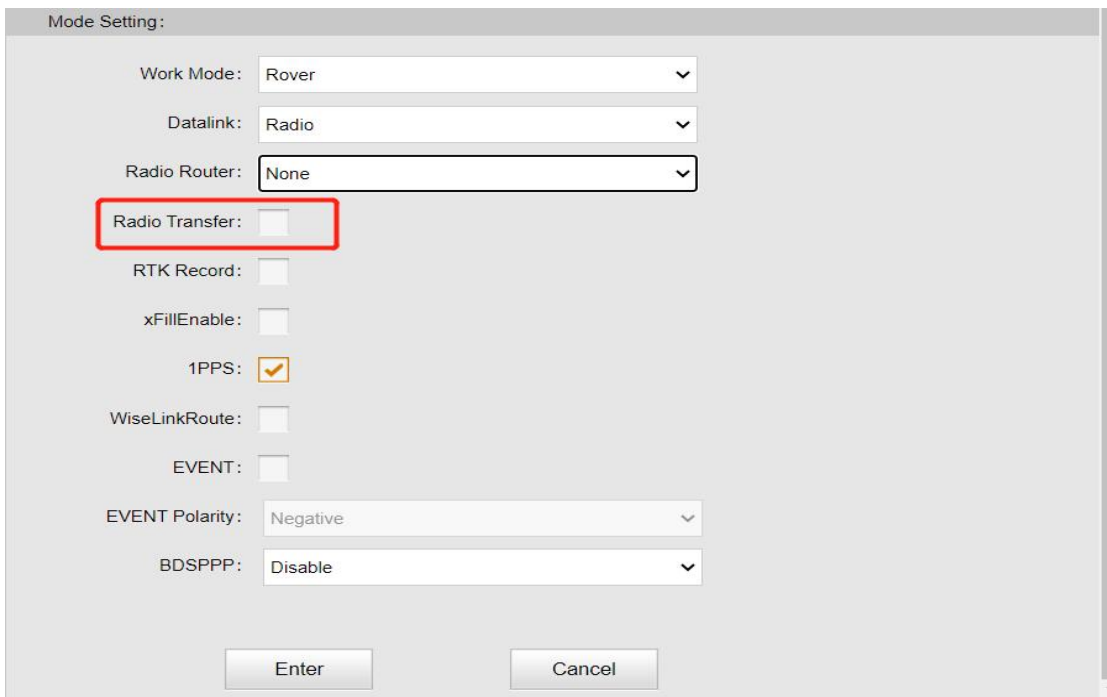 Mode Setting:
Work Mode: Rover
Datalink: Radio
Radio Router: None
Radio Transfer:
RTK Record:
xFillEnable:
1PPS:
WiseLinkRoute:
EVENT:
EVENT Polarity: Negative
BDSPPP: Disable
Enter Cancel